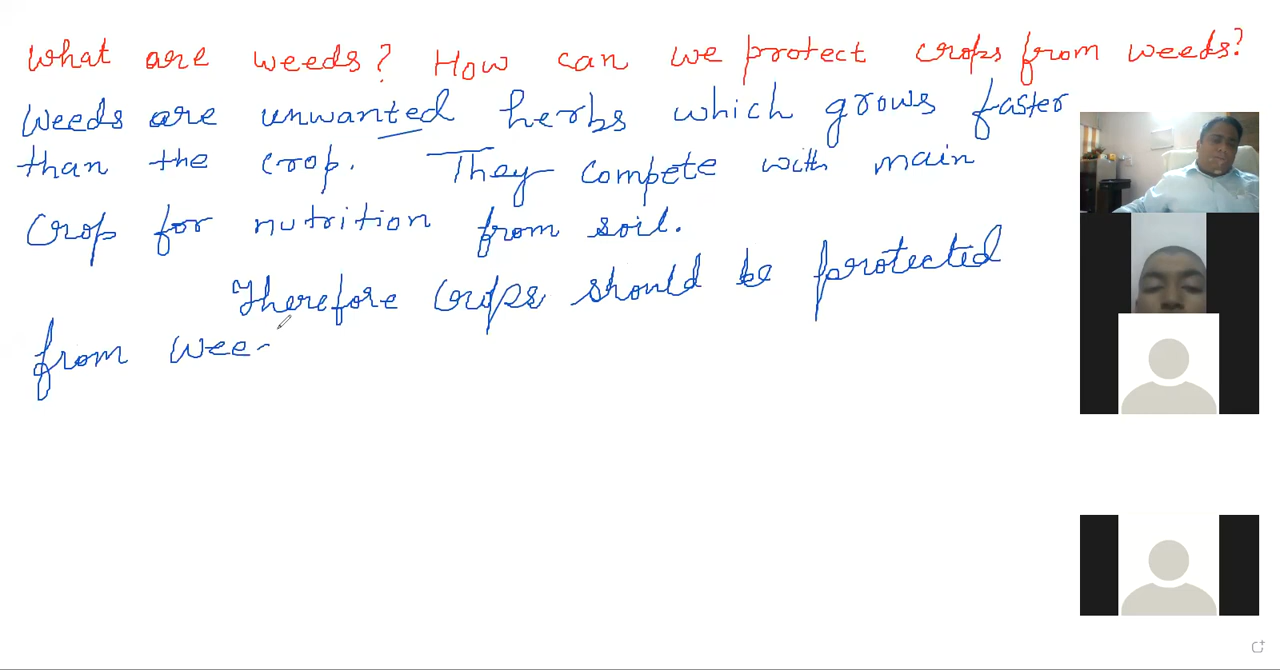 What are weeds? How can we protect crops from weeds?
Weeds are unwanted herbs which grows faster
than the crop. They compete with main
crop for nutrition from soil.
Therefore crops should be protected
from wee